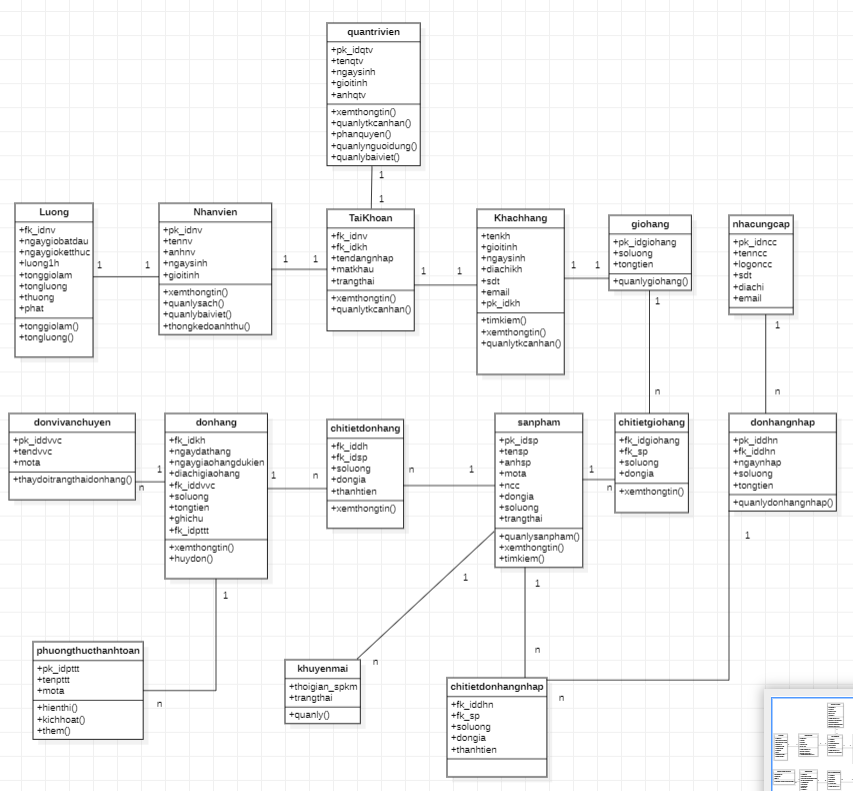 quantrivien
+pk_idqtv
+tenqtv
+ngaysinh
+gioitinh
+anhqtv
+xemthongtin()
+quanlytkcanhan()
+phanquyen()
+quanlynguoidung()
+quanlybaiviet()
1
1
Luong
+fk_idnv
+ngaygiobatdau
+ngaygioketthuc
+luong1h
+tonggiolam
+tongluong
+thuong
+phat
+tonggiolam()
+tongluong()
1
1
Nhanvien
+pk_idnv
+tennv
+anhnv
+ngaysinh
+gioitinh
+xemthongtin()
+quanlysach()
+quanlybaiviet()
+thongkedoanhthu()
1
1
TaiKhoan
+fk_idnv
+fk_idkh
+tendangnhap
+matkhau
+trangthai
+xemthongtin()
+quanlytkcanhan()
1
1
Khachhang
+tenkh
+gioitinh
+ngaysinh
+diachikh
+sdt
+email
+pk_idkh
+timkiem()
+xemthongtin()
+quanlytkcanhan()
1
1
giohang
+pk_idgiohang
+soluong
+tongtien
+quanlygiohang()
1
n
nhacungcap
+pk_idncc
+tenncc
+logoncc
+sdt
+diachi
+email
1
n
donvivanchuyen
+pk_iddvvc
+tendvvc
+mota
+thaydoitrangthaidonhang()
1
n
donhang
+fk_idkh
+ngaydathang
+ngaygiaohangdukien
+diachigiaohang
+fk_iddvvc
+soluong
+tongtien
+ghichu
+fk_idpttt
+xemthongtin()
+huydon()
1
n
chitietdonhang
+fk_iddh
+fk_idsp
+soluong
+dongia
+thanhtien
+xemthongtin()
n
1
sanpham
+pk_idsp
+tensp
+anhsp
+mota
+ncc
+dongia
+soluong
+trangthai
+quanlysanpham()
+xemthongtin()
+timkiem()
1
n
chitietgiohang
+fk_idgiohang
+fk_sp
+soluong
+dongia
+xemthongtin()
donhangnhap
+pk_iddhn
+fk_iddhn
+ngaynhap
+soluong
+tongtien
+quanlydonhangnhap()
1
1
n
1
n
1
n
n
phuongthucthanhtoan
+pk_idpttt
+tenpttt
+mota
+hienthi()
+kichhoat()
+them()
khuyenmai
+thoigian_spkm
+trangthai
+quanly()
chitietdonhangnhap
+fk_iddhn
+fk_sp
+soluong
+dongia
+thanhtien